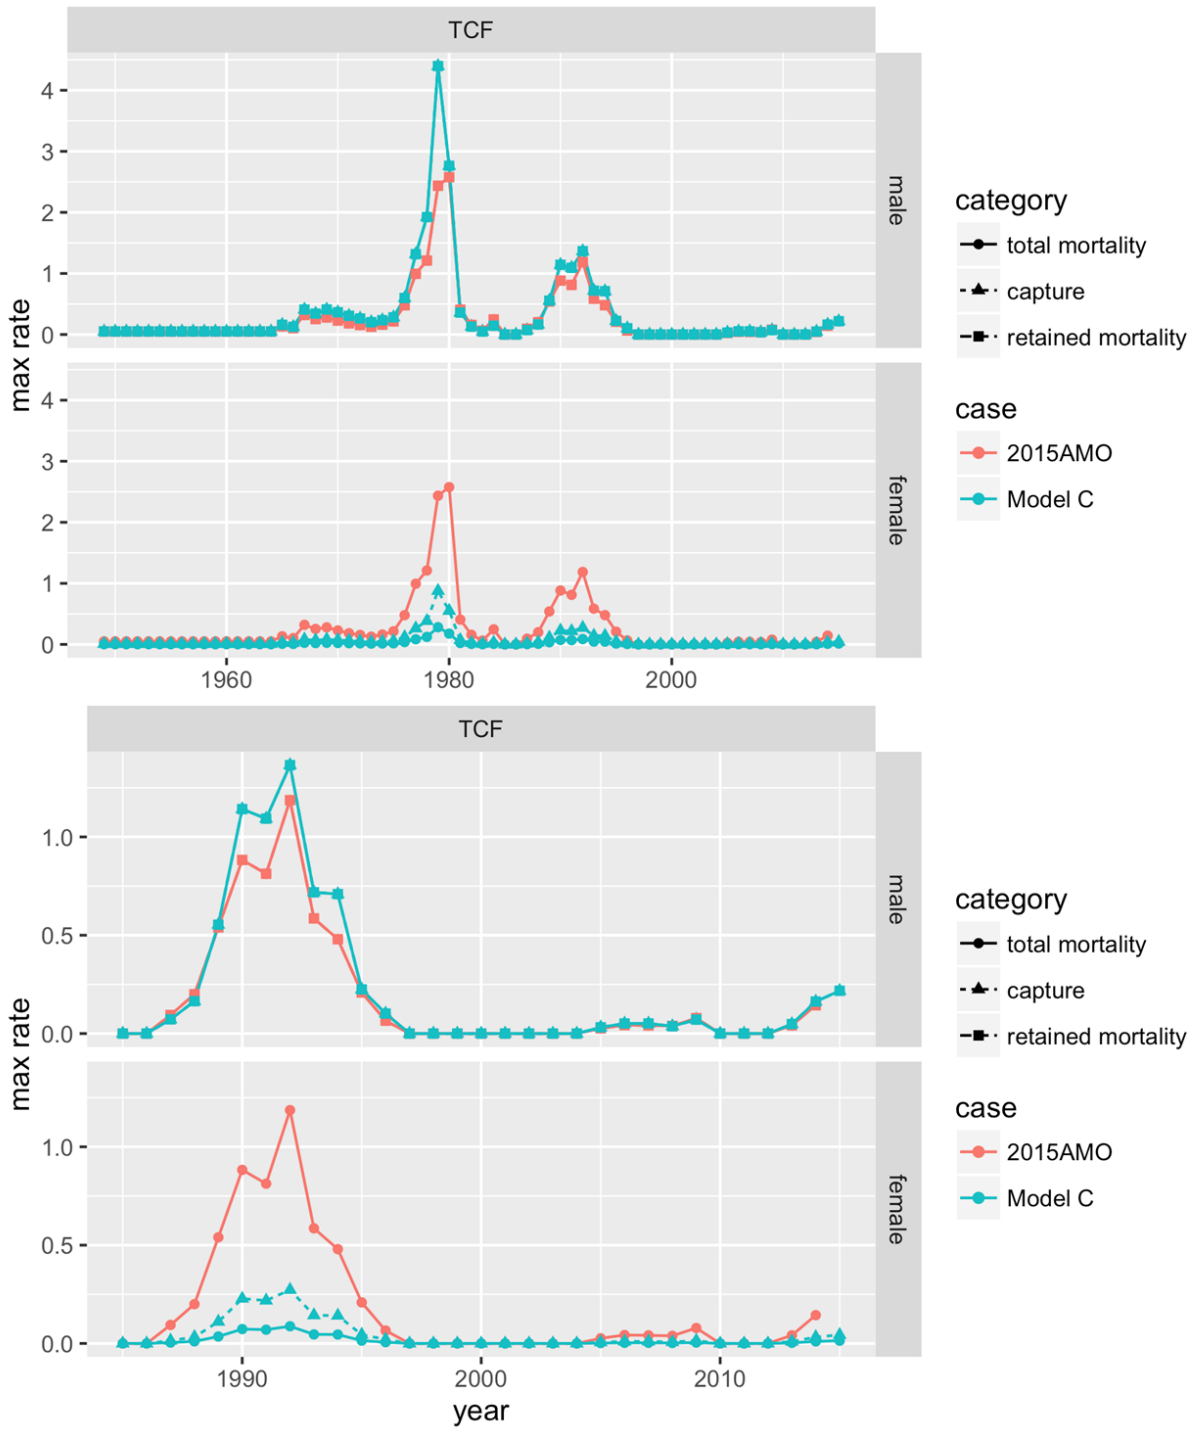 TCF
4
3
2
1
0
male
4
3
2
1
0
female
max rate
1960
1980
2000
category
total mortality
capture
retained mortality
case
2015AMO
Model C
TCF
1.0
0.5
0.0
male
1.0
0.5
0.0
female
max rate
1990
2000
2010
year
category
total mortality
capture
retained mortality
case
2015AMO
Model C